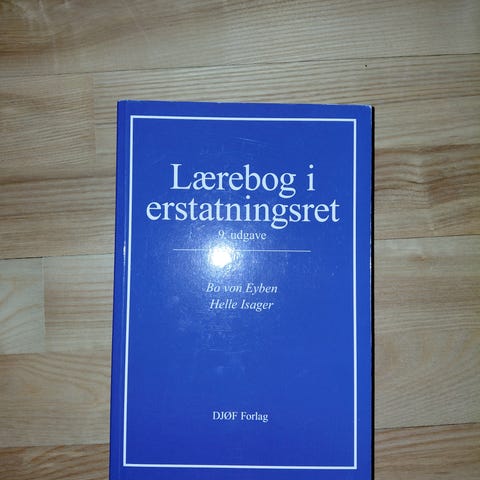 Lærebog i
erstatningsret
9. udgave
Bo von Eyben
Helle Isager
DJØF Forlag